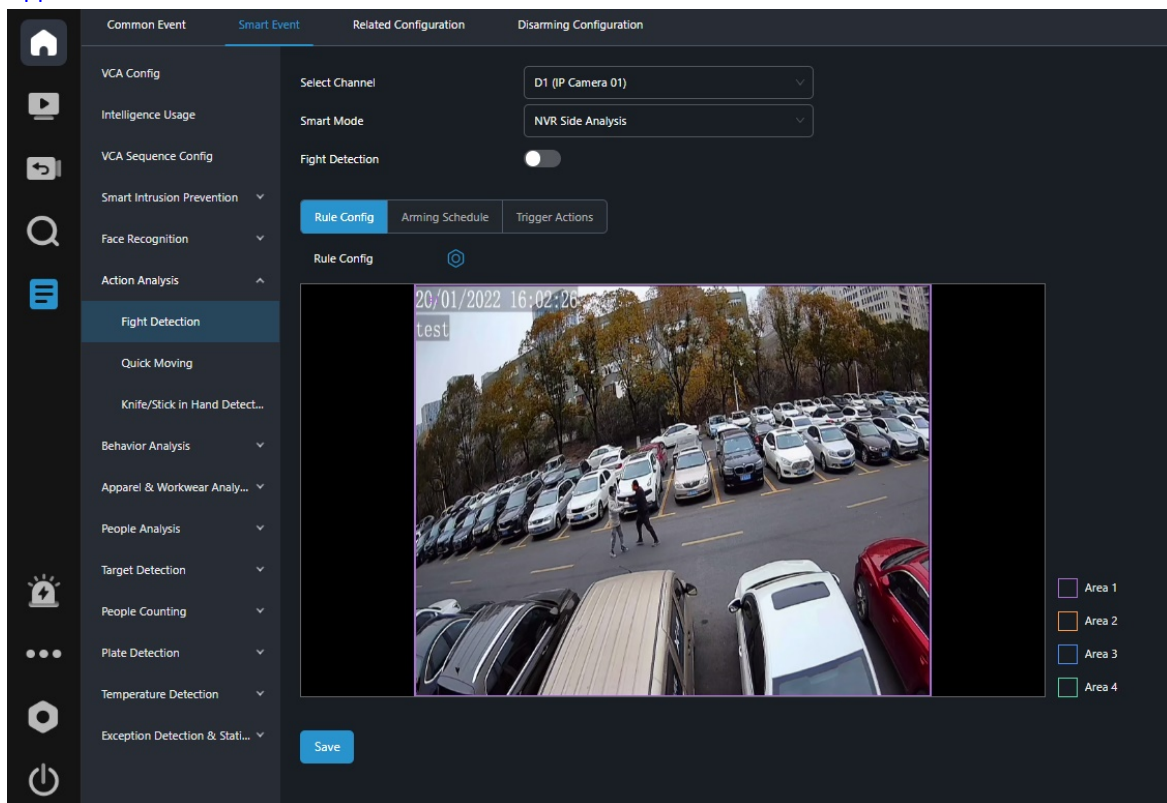 Common Event
Smart Event
Related Configuration
Disarming Configuration
VCA Config
Intelligence Usage
VCA Sequence Config
Smart Intrusion Prevention
Face Recognition
Action Analysis
Fight Detection
Quick Moving
Knife/Stick in Hand Detect...
Behavior Analysis
Apparel & Workwear Analy...
People Analysis
Target Detection
People Counting
Plate Detection
Temperature Detection
Exception Detection & Stati...
Select Channel
D1 (IP Camera 01)
Smart Mode
NVR Side Analysis
Fight Detection
Rule Config
Arming Schedule
Trigger Actions
Rule Config
20/01/2022 16:02:26
test
Area 1
Area 2
Area 3
Area 4
Save